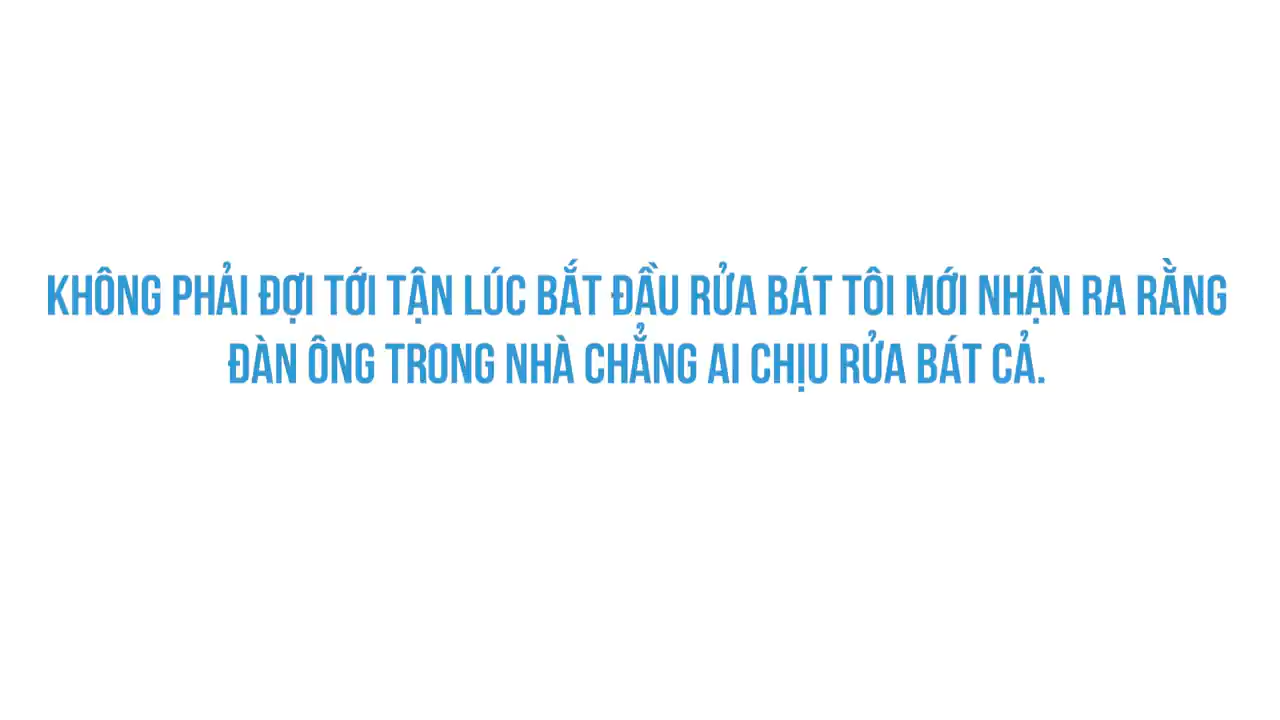 KHÔNG PHẢI ĐỢI TỚI TẬN LÚC BẮT ĐẦU RỬA BÁT TÔI MỚI NHẬN RA RẰNG
ĐÀN ÔNG TRONG NHÀ CHẲNG AI CHỊU RỬA BÁT CẢ.